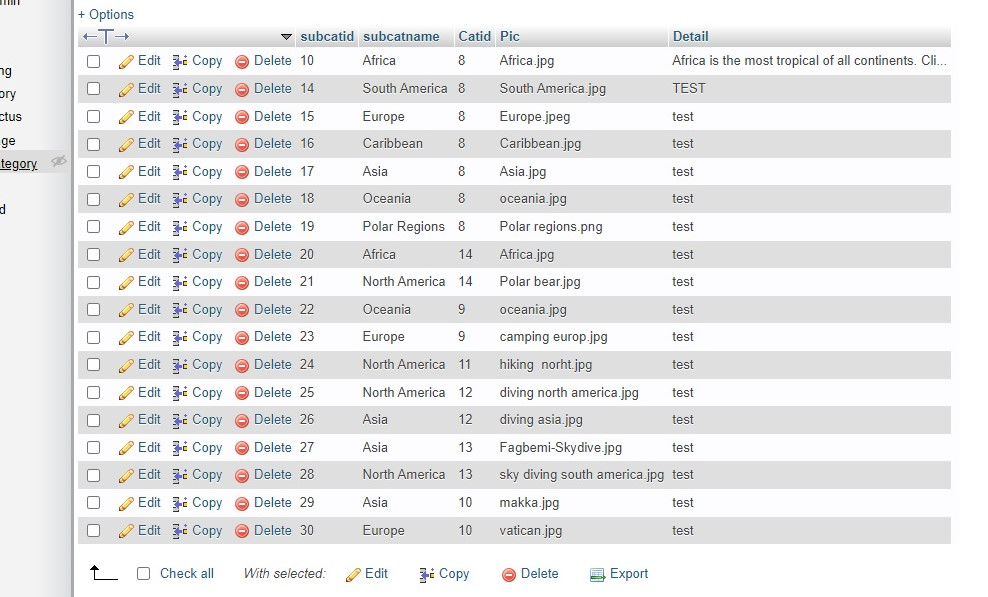 + Options
←T→ subcatid subcatname Catid Pic Detail
Edit Copy Delete 10 Africa 8 Africa.jpg Africa is the most tropical of all continents. Cli...
Edit Copy Delete 14 South America 8 South America.jpg TEST
ng
Edit Copy Delete 15 Europe 8 Europe.jpeg test
ory
ctus
Edit Copy Delete 16 Caribbean 8 Caribbean.jpg test
nge
tegory
Edit Copy Delete 17 Asia 8 Asia.jpg test
Edit Copy Delete 18 Oceania 8 oceania.jpg test
d
Edit Copy Delete 19 Polar Regions 8 Polar regions.png test
Edit Copy Delete 20 Africa 14 Africa.jpg test
Edit Copy Delete 21 North America 14 Polar bear.jpg test
Edit Copy Delete 22 Oceania 9 oceania.jpg test
Edit Copy Delete 23 Europe 9 camping europ.jpg test
Edit Copy Delete 24 North America 11 hiking  norht.jpg test
Edit Copy Delete 25 North America 12 diving north america.jpg test
Edit Copy Delete 26 Asia 12 diving asia.jpg test
Edit Copy Delete 27 Asia 13 Fagbemi-Skydive.jpg test
Edit Copy Delete 28 North America 13 sky diving south america.jpg test
Edit Copy Delete 29 Asia 10 makka.jpg test
Edit Copy Delete 30 Europe 10 vatican.jpg test
Check all With selected: Edit Copy Delete Export